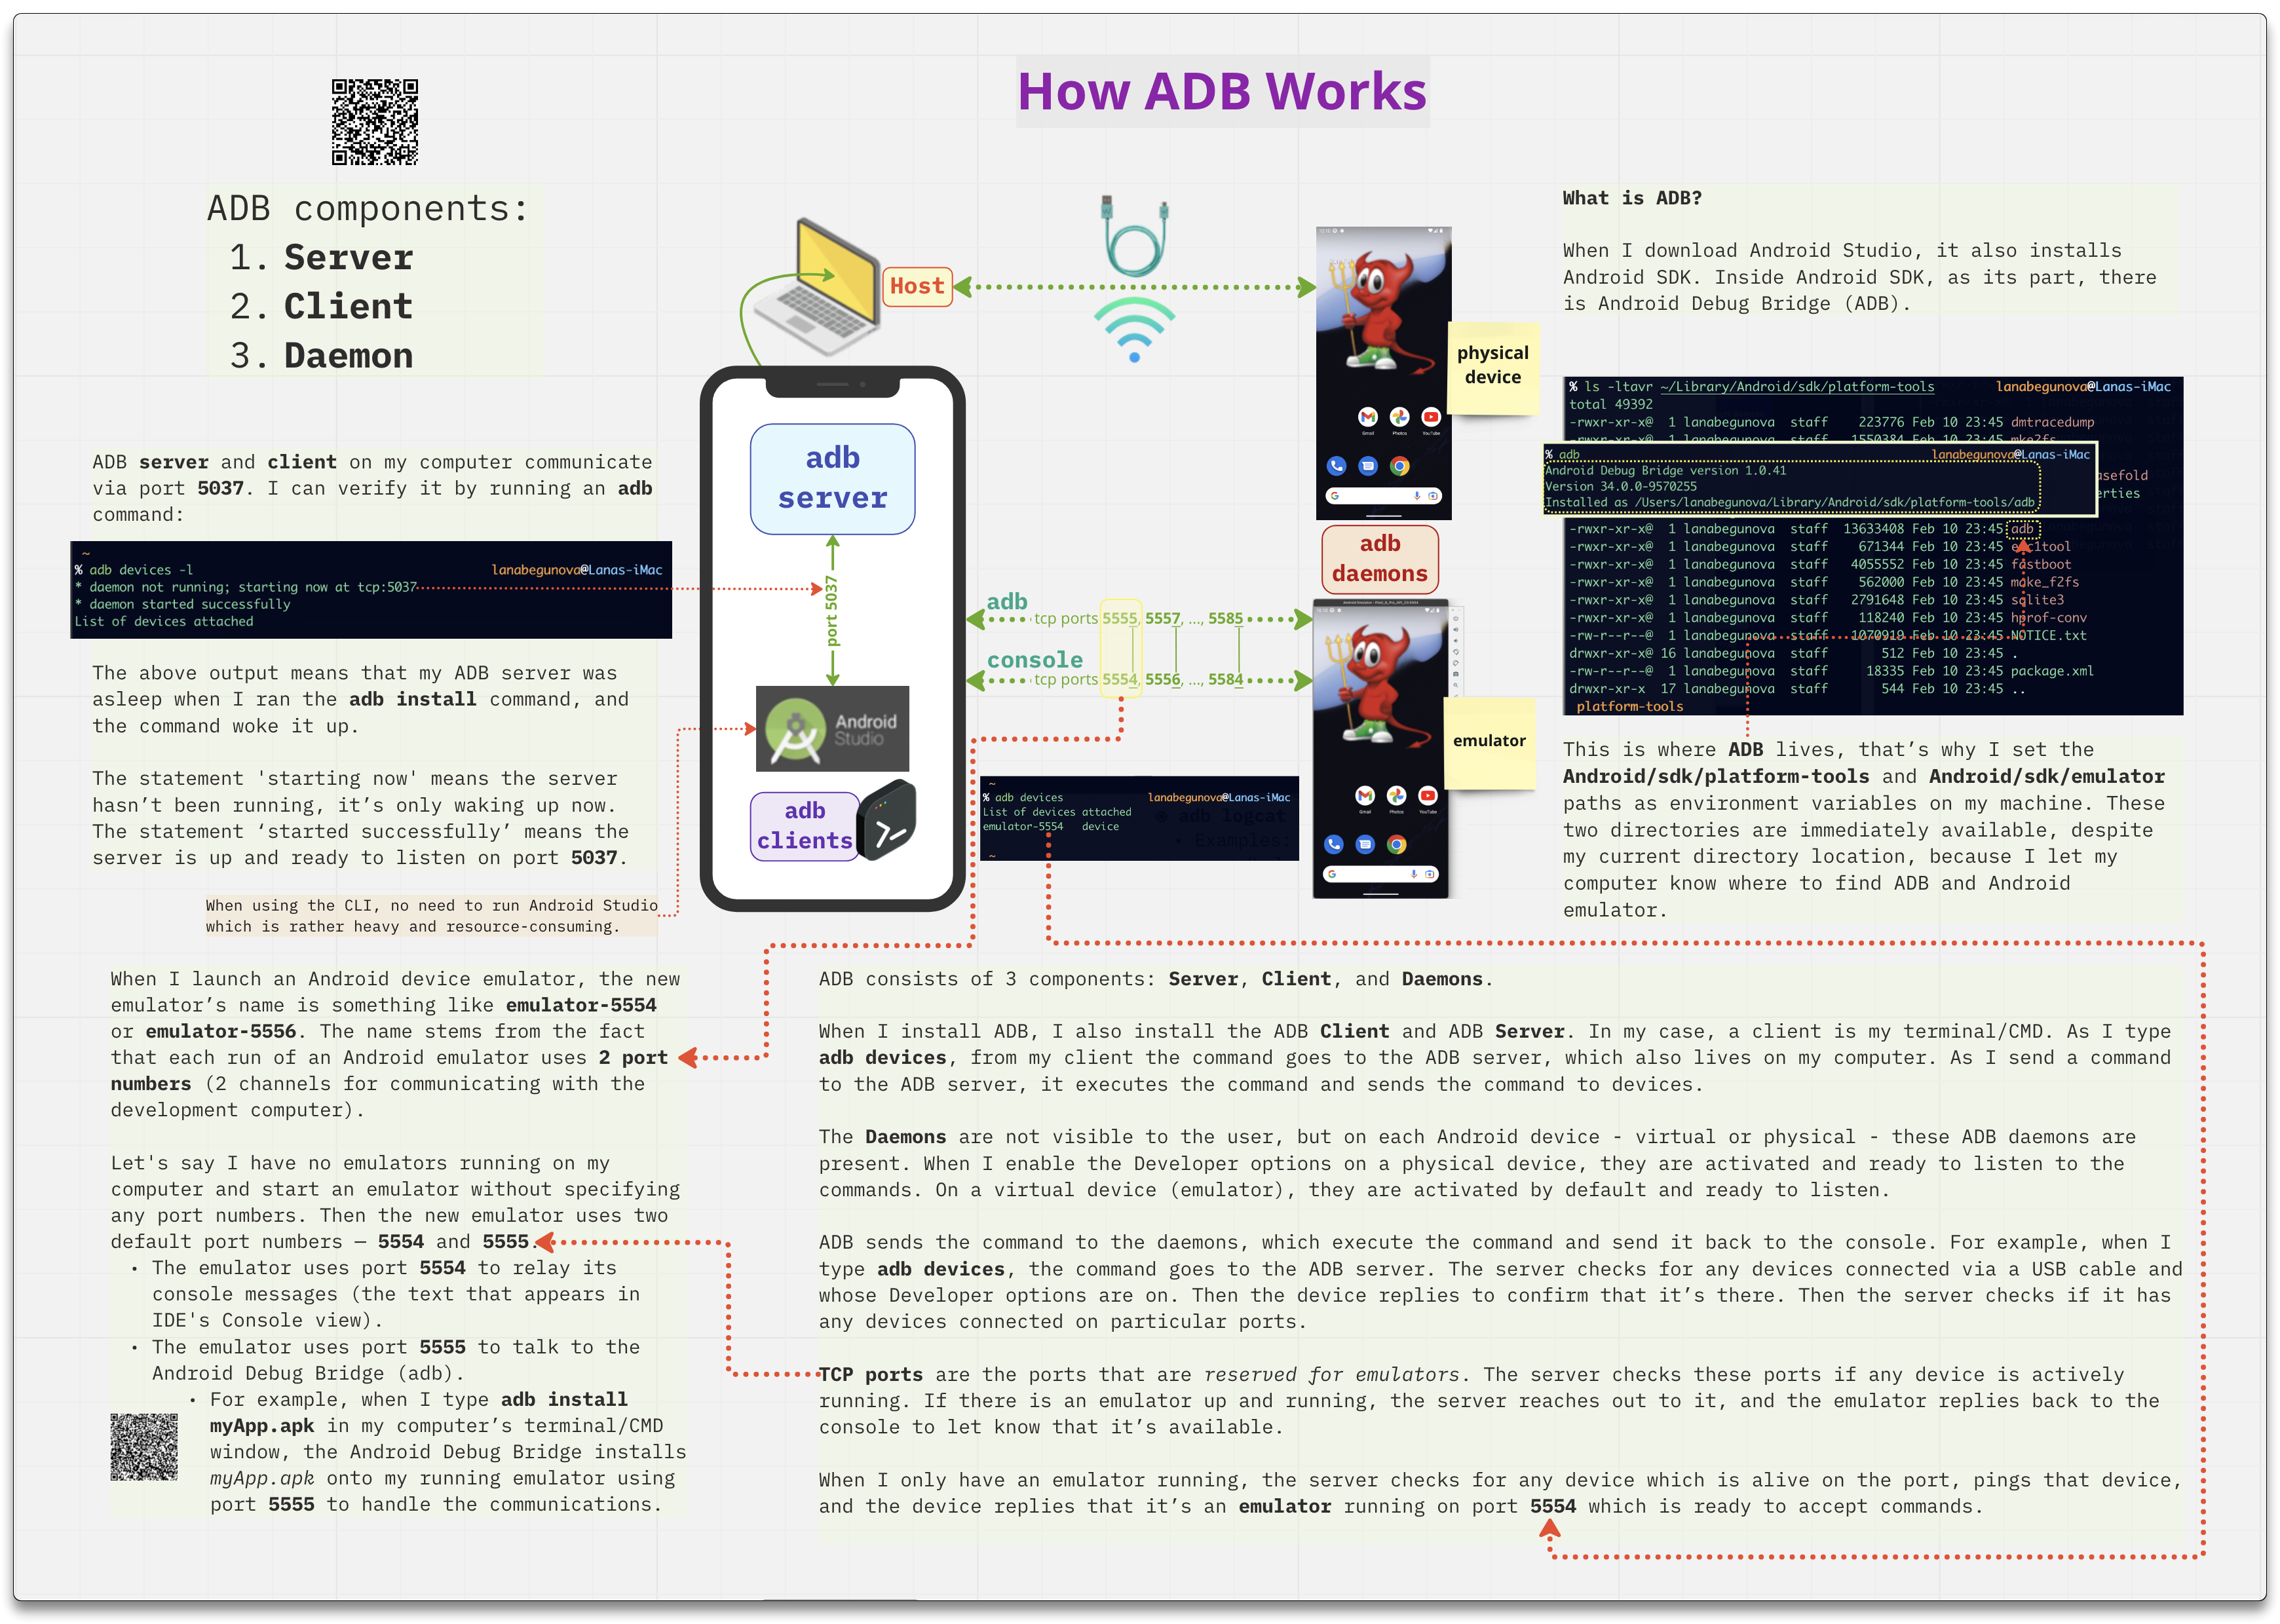 How ADB Works
ADB components:
1. Server
2. Client
3. Daemon
ADB server and client on my computer communicate
via port 5037. I can verify it by running an adb
command:
~
% adb devices -l lanabegunova@Lanas-iMac
* daemon not running; starting now at tcp:5037
* daemon started successfully
List of devices attached
The above output means that my ADB server was
asleep when I ran the adb install command, and
the command woke it up.
The statement 'starting now' means the server
hasn’t been running, it’s only waking up now.
The statement ‘started successfully’ means the
server is up and ready to listen on port 5037.
When using the CLI, no need to run Android Studio
which is rather heavy and resource-consuming.
Host
adb
server
port 5037
Android
Studio
adb
clients
adb
tcp ports 5555, 5557, ..., 5585
console
tcp ports 5554, 5556, ..., 5584
~
% adb devices lanabegunova@Lanas-iMac
List of devices attached
emulator-5554 device
adb logcat
• Examples:
~
physical
device
Gmail Photos YouTube
adb
daemons
emulator
Gmail Photos YouTube
What is ADB?
When I download Android Studio, it also installs
Android SDK. Inside Android SDK, as its part, there
is Android Debug Bridge (ADB).
% ls -ltavr ~/Library/Android/sdk/platform-tools lanabegunova@Lanas-iMac
total 49392
-rwxr-xr-x@ 1 lanabegunova staff 223776 Feb 10 23:45 dmtracedump
-rwxr-xr-x@ 1 lanabegunova staff 1550384 Feb 10 23:45 mke2fs
% adb lanabegunova@Lanas-iMac
Android Debug Bridge version 1.0.41
Version 34.0.0-9570255
Installed as /Users/lanabegunova/Library/Android/sdk/platform-tools/adb
asefold
erties
-rwxr-xr-x@ 1 lanabegunova staff 13633408 Feb 10 23:45 adb
-rwxr-xr-x@ 1 lanabegunova staff 671344 Feb 10 23:45 etc1tool
-rwxr-xr-x@ 1 lanabegunova staff 4055552 Feb 10 23:45 fastboot
-rwxr-xr-x@ 1 lanabegunova staff 562000 Feb 10 23:45 make_f2fs
-rwxr-xr-x@ 1 lanabegunova staff 2791648 Feb 10 23:45 sqlite3
-rwxr-xr-x@ 1 lanabegunova staff 118240 Feb 10 23:45 hprof-conv
-rw-r--r--@ 1 lanabegunova staff 1070919 Feb 10 23:45 NOTICE.txt
drwxr-xr-x@ 16 lanabegunova staff 512 Feb 10 23:45 .
-rw-r--r--@ 1 lanabegunova staff 18335 Feb 10 23:45 package.xml
drwxr-xr-x 17 lanabegunova staff 544 Feb 10 23:45 ..
platform-tools
This is where ADB lives, that’s why I set the
Android/sdk/platform-tools and Android/sdk/emulator
paths as environment variables on my machine. These
two directories are immediately available, despite
my current directory location, because I let my
computer know where to find ADB and Android
emulator.
When I launch an Android device emulator, the new
emulator’s name is something like emulator-5554
or emulator-5556. The name stems from the fact
that each run of an Android emulator uses 2 port
numbers (2 channels for communicating with the
development computer).
Let's say I have no emulators running on my
computer and start an emulator without specifying
any port numbers. Then the new emulator uses two
default port numbers — 5554 and 5555.
• The emulator uses port 5554 to relay its
console messages (the text that appears in
IDE's Console view).
• The emulator uses port 5555 to talk to the
Android Debug Bridge (adb).
• For example, when I type adb install
myApp.apk in my computer’s terminal/CMD
window, the Android Debug Bridge installs
myApp.apk onto my running emulator using
port 5555 to handle the communications.
ADB consists of 3 components: Server, Client, and Daemons.
When I install ADB, I also install the ADB Client and ADB Server. In my case, a client is my terminal/CMD. As I type
adb devices, from my client the command goes to the ADB server, which also lives on my computer. As I send a command
to the ADB server, it executes the command and sends the command to devices.
The Daemons are not visible to the user, but on each Android device - virtual or physical - these ADB daemons are
present. When I enable the Developer options on a physical device, they are activated and ready to listen to the
commands. On a virtual device (emulator), they are activated by default and ready to listen.
ADB sends the command to the daemons, which execute the command and send it back to the console. For example, when I
type adb devices, the command goes to the ADB server. The server checks for any devices connected via a USB cable and
whose Developer options are on. Then the device replies to confirm that it’s there. Then the server checks if it has
any devices connected on particular ports.
TCP ports are the ports that are reserved for emulators. The server checks these ports if any device is actively
running. If there is an emulator up and running, the server reaches out to it, and the emulator replies back to the
console to let know that it’s available.
When I only have an emulator running, the server checks for any device which is alive on the port, pings that device,
and the device replies that it’s an emulator running on port 5554 which is ready to accept commands.